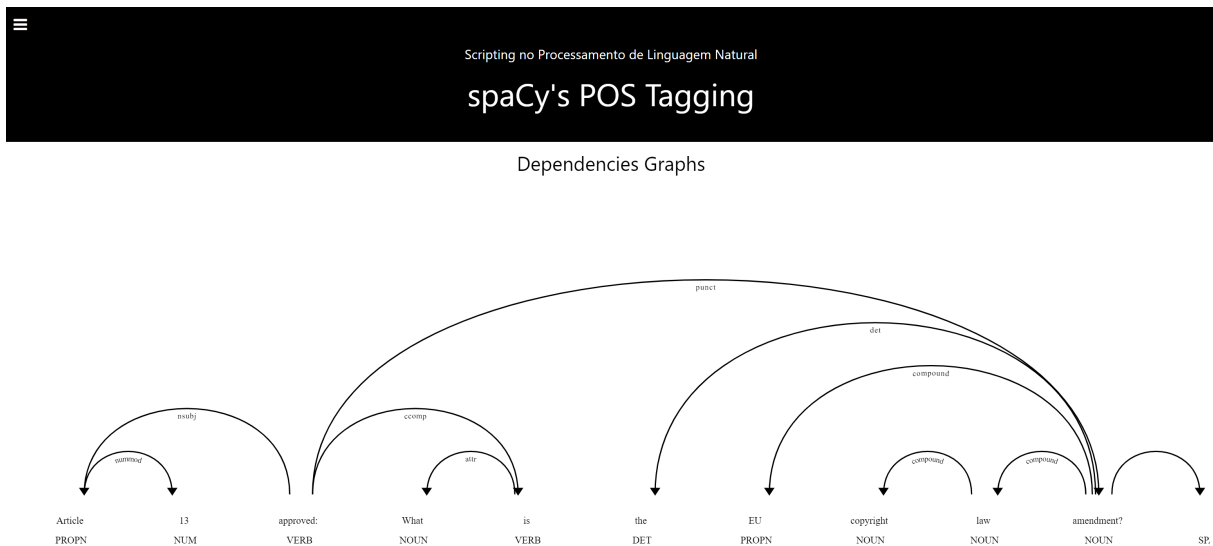 Scripting no Processamento de Linguagem Natural
spaCy's POS Tagging
Dependencies Graphs
punct
det
compound
nsubj ccomp
nummod attr compound compound
Article 13 approved: What is the EU copyright law amendment?
PROPN NUM VERB NOUN VERB DET PROPN NOUN NOUN NOUN